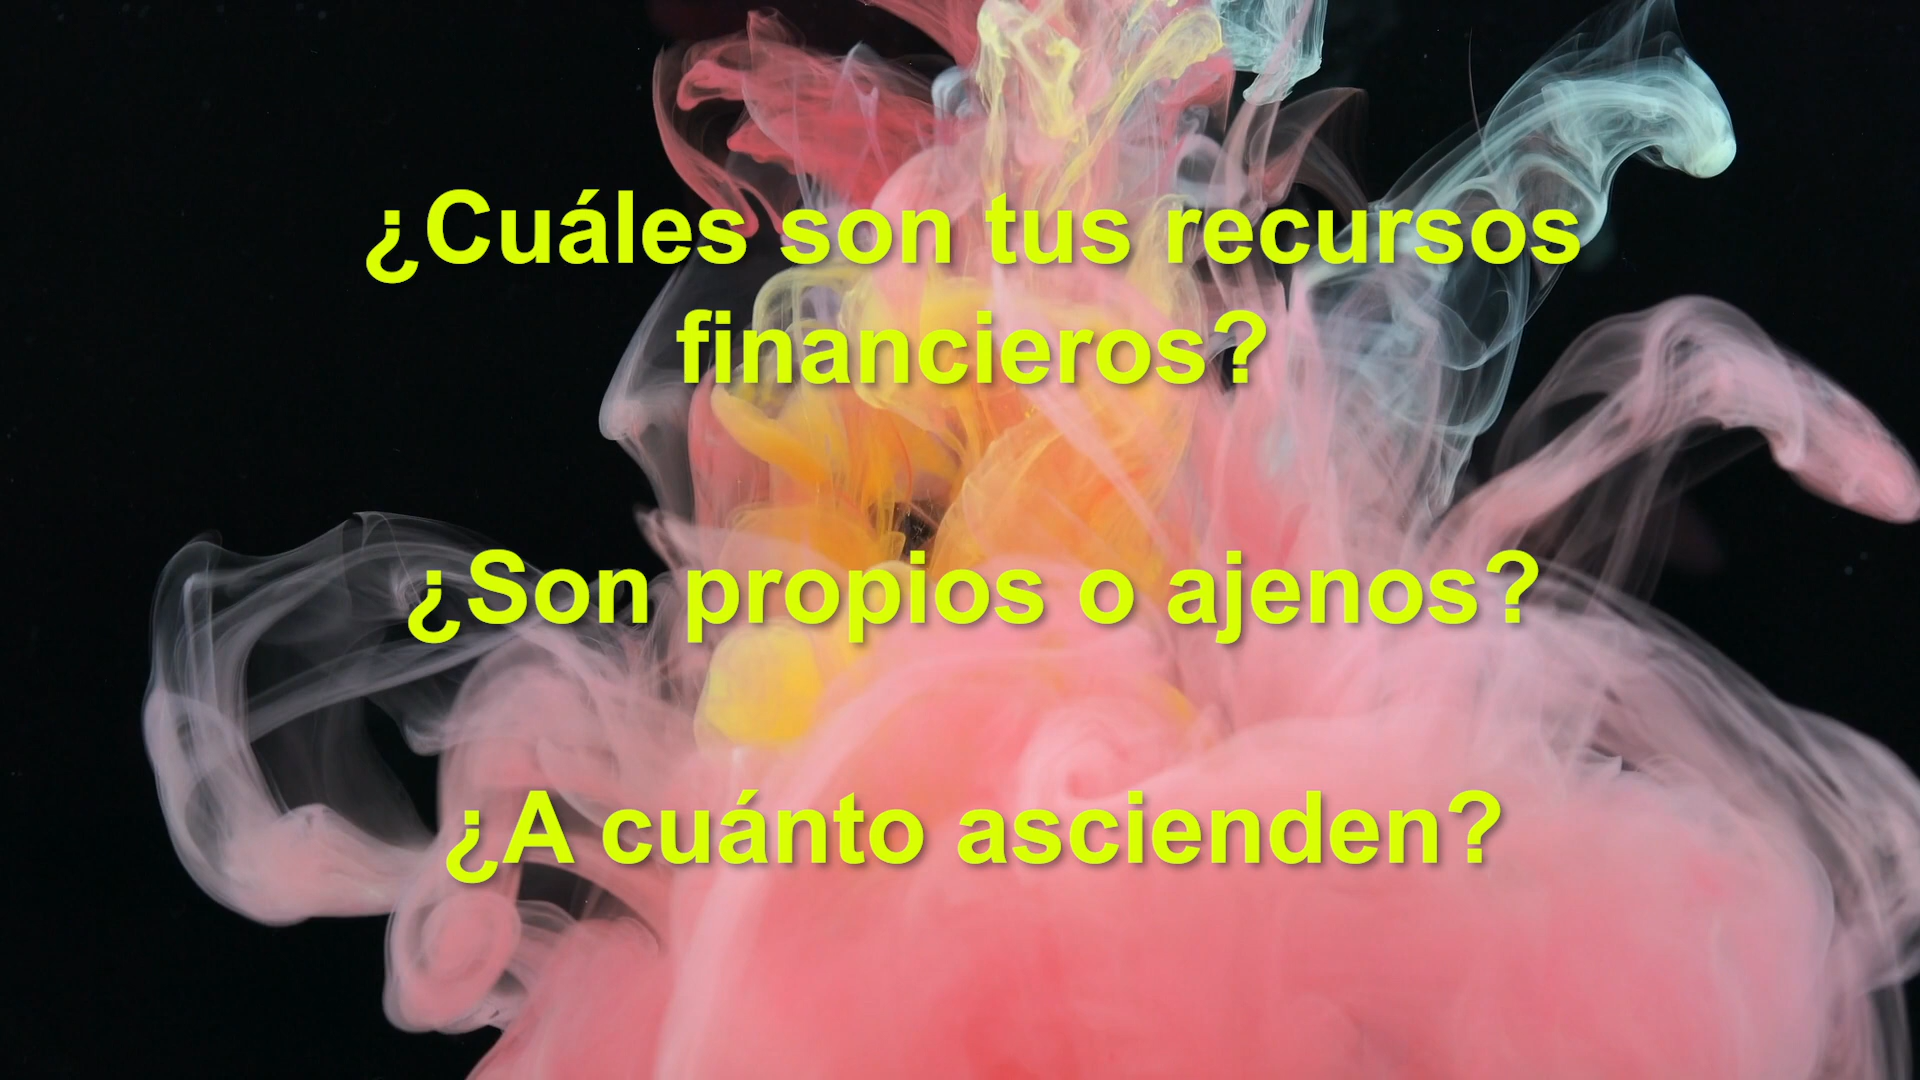 ¿Cuáles son tus recursos
financieros?
¿Son propios o ajenos?
¿A cuánto ascienden?